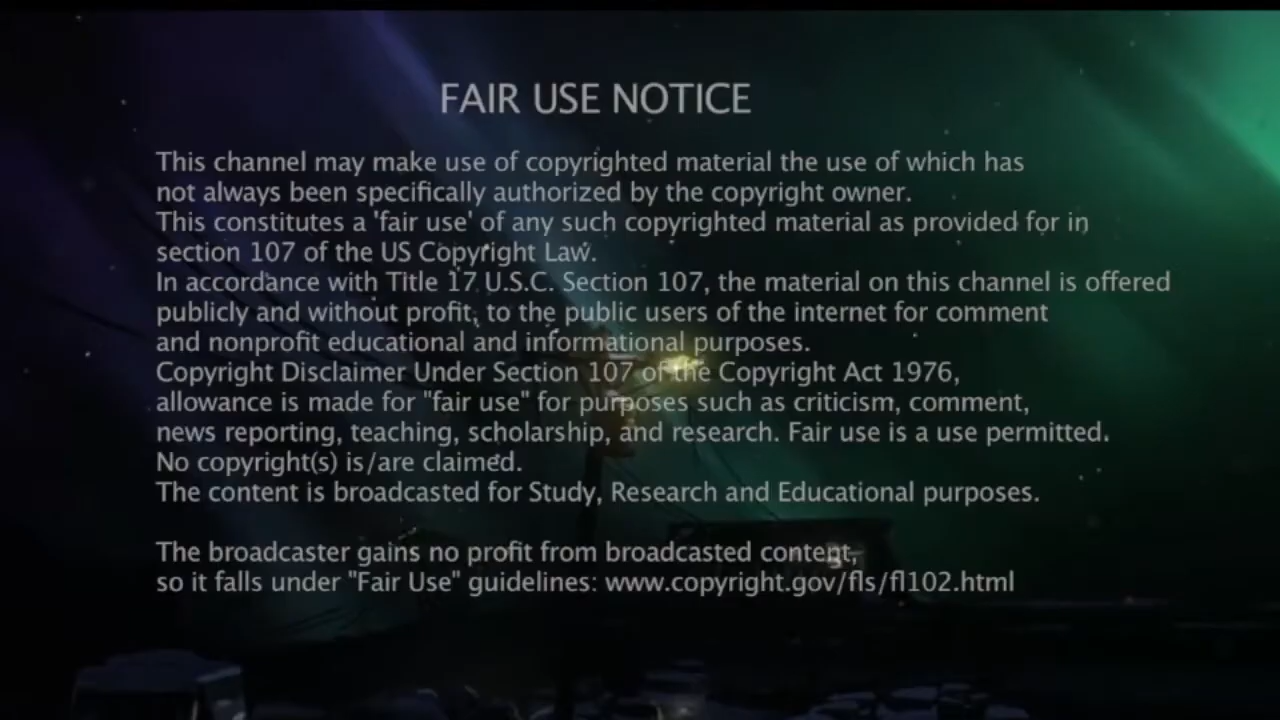 FAIR USE NOTICE
This channel may make use of copyrighted material the use of which has
not always been specifically authorized by the copyright owner.
This constitutes a 'fair use' of any such copyrighted material as provided for in
section 107 of the US Copyright Law.
In accordance with Title 17 U.S.C. Section 107, the material on this channel is offered
publicly and without profit, to the public users of the internet for comment
and nonprofit educational and informational purposes.
Copyright Disclaimer Under Section 107 of the Copyright Act 1976,
allowance is made for "fair use" for purposes such as criticism, comment,
news reporting, teaching, scholarship, and research. Fair use is a use permitted.
No copyright(s) is/are claimed.
The content is broadcasted for Study, Research and Educational purposes.
The broadcaster gains no profit from broadcasted content,
so it falls under "Fair Use" guidelines: www.copyright.gov/fls/fl102.html